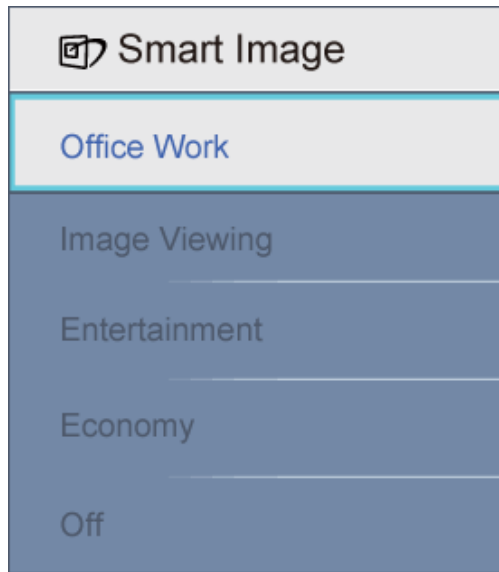 Smart Image
Office Work
Image Viewing
Entertainment
Economy
Off